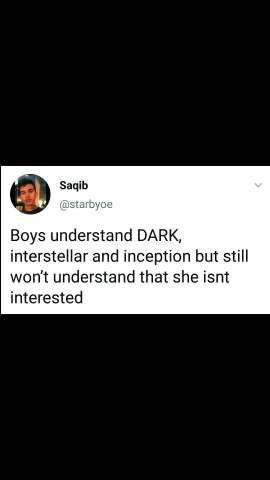 Saqib
@starbyoe
Boys understand DARK,
interstellar and inception but still
won't understand that she isnt
interested